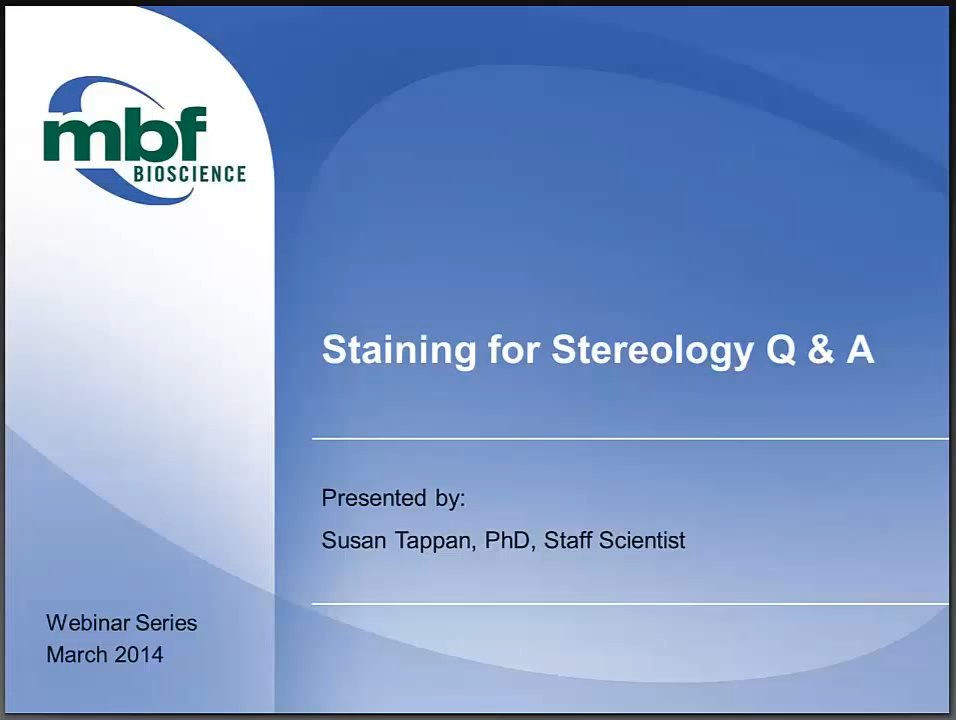 mbf
BIOSCIENCE
Staining for Stereology Q & A
Presented by:
Susan Tappan, PhD, Staff Scientist
Webinar Series
March 2014